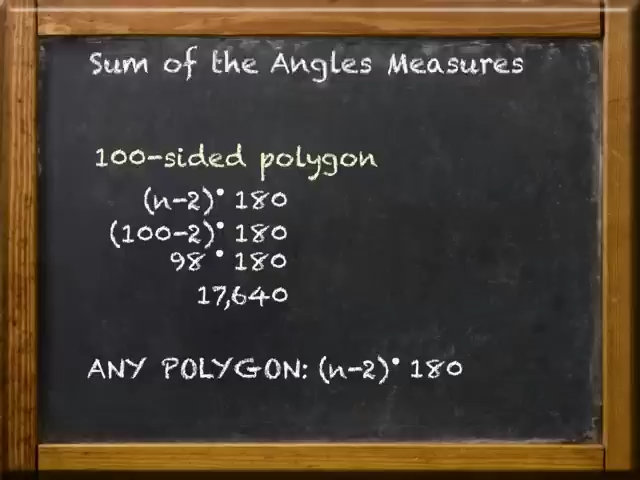 Sum of the Angles Measures
100-sided polygon
(n-2)• 180
(100-2)• 180
98 • 180
17,640
ANY POLYGON: (n-2)• 180